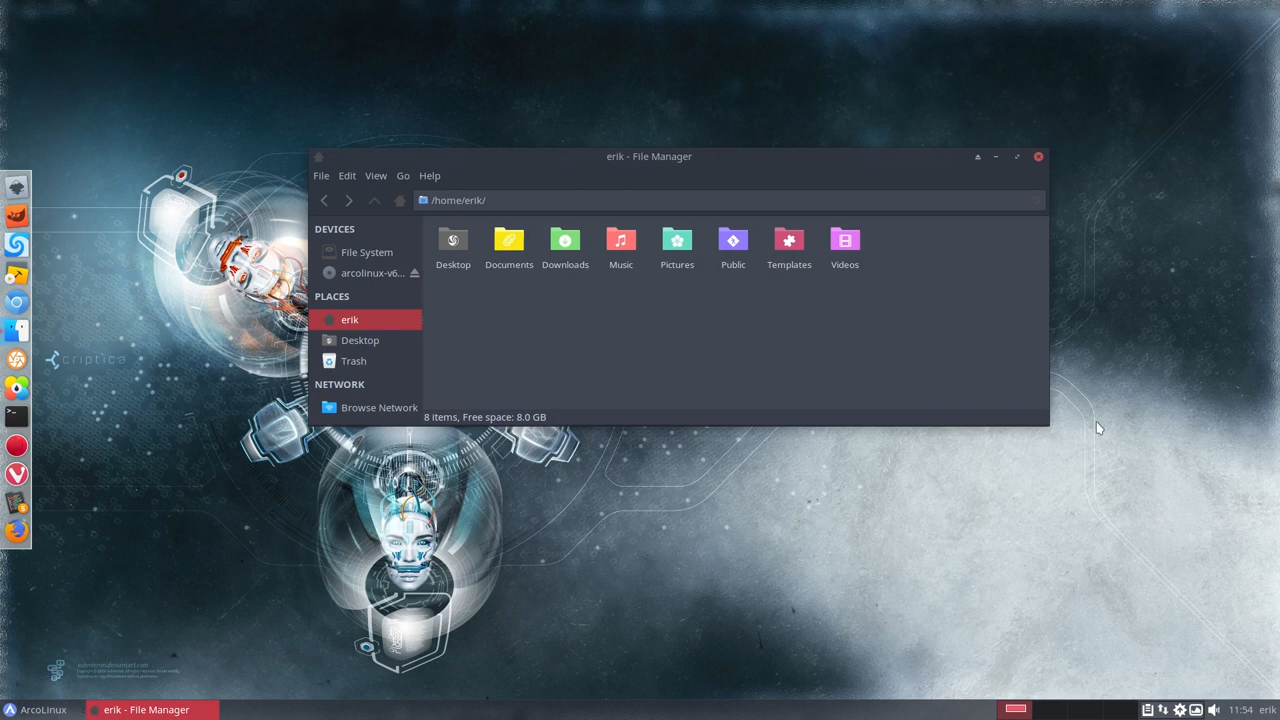 erik - File Manager
File Edit View Go Help
/home/erik/
DEVICES
File System
arcolinux-v6...
PLACES
erik
Desktop
Trash
NETWORK
Browse Network
Desktop Documents Downloads Music Pictures Public Templates Videos
8 items, Free space: 8.0 GB
criptica
ArcoLinux
erik - File Manager
11:54
erik